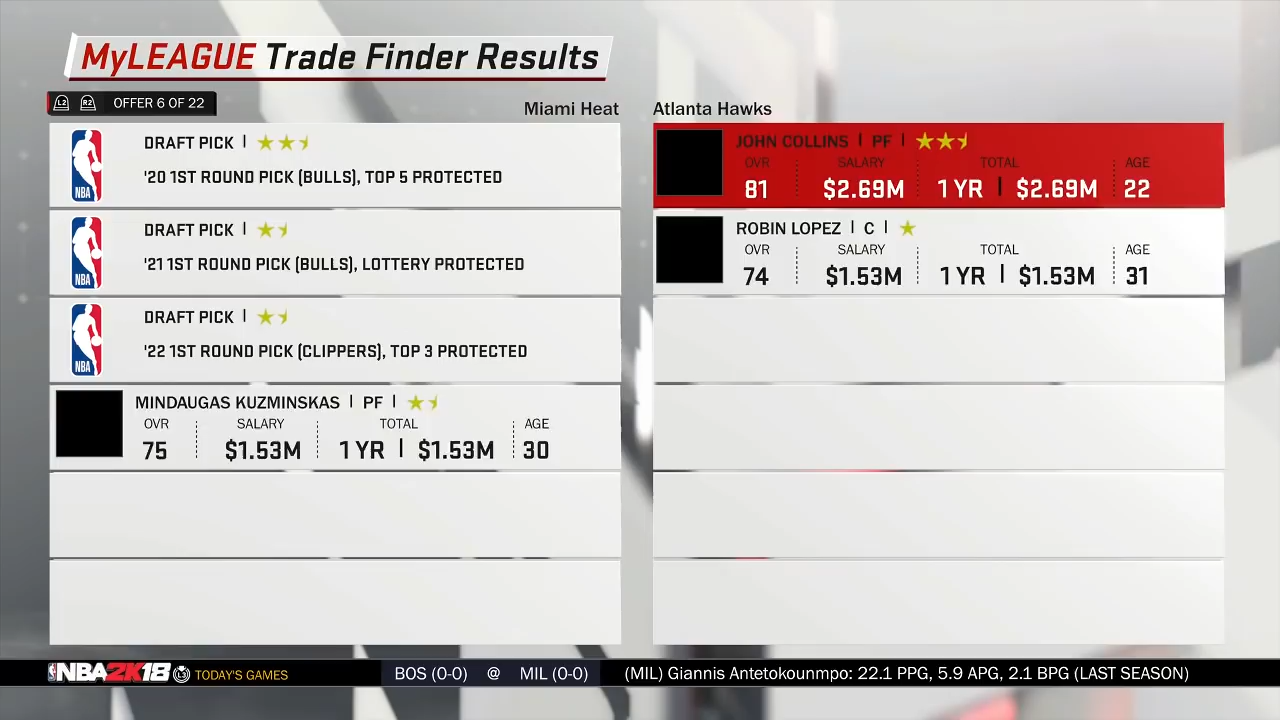 MyLEAGUE Trade Finder Results
L2 R2 OFFER 6 OF 22
Miami Heat
Atlanta Hawks
NBA
DRAFT PICK | 
'20 1ST ROUND PICK (BULLS), TOP 5 PROTECTED
NBA
DRAFT PICK |
'21 1ST ROUND PICK (BULLS), LOTTERY PROTECTED
NBA
DRAFT PICK |
'22 1ST ROUND PICK (CLIPPERS), TOP 3 PROTECTED
MINDAUGAS KUZMINSKAS | PF |
OVR SALARY TOTAL AGE
75 $1.53M 1 YR | $1.53M 30
JOHN COLLINS | PF |
OVR SALARY TOTAL AGE
81 $2.69M 1 YR | $2.69M 22
ROBIN LOPEZ | C |
OVR SALARY TOTAL AGE
74 $1.53M 1 YR | $1.53M 31
NBA2K18 TODAY'S GAMES BOS (0-0) @ MIL (0-0) (MIL) Giannis Antetokounmpo: 22.1 PPG, 5.9 APG, 2.1 BPG (LAST SEASON)